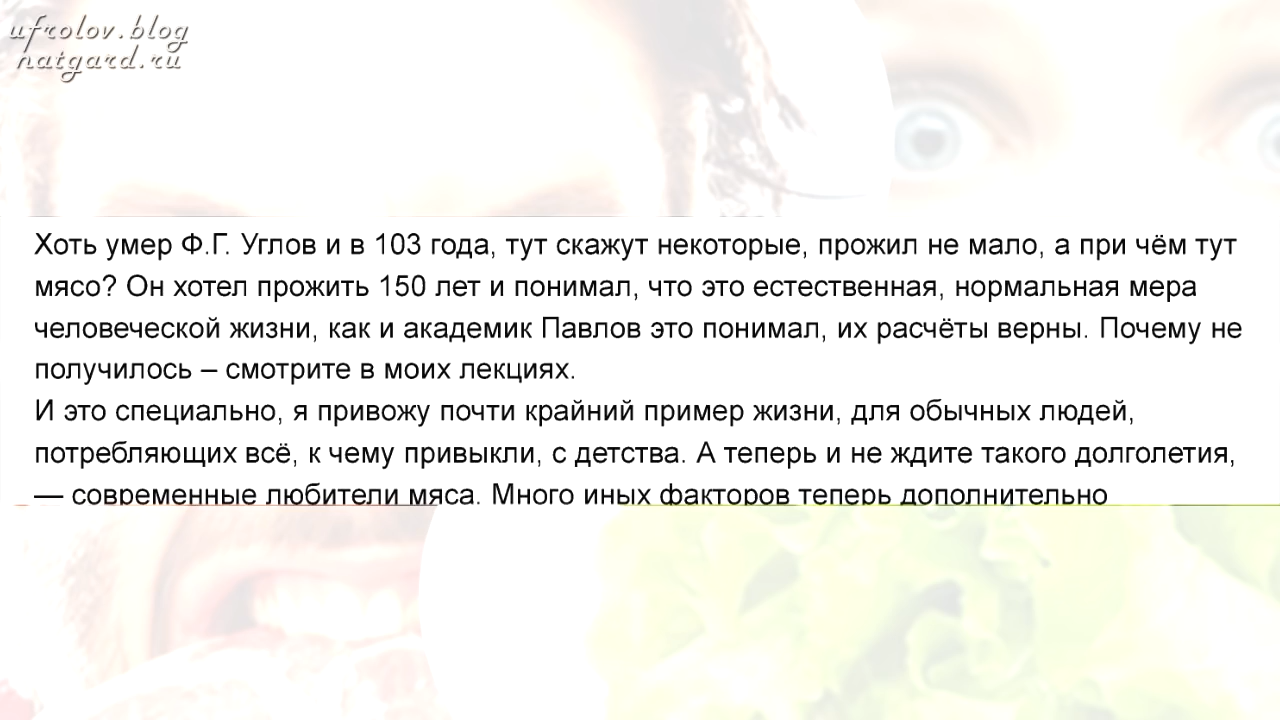 ufrolov.blog
natgard.ru
Хоть умер Ф.Г. Углов и в 103 года, тут скажут некоторые, прожил не мало, а при чём тут
мясо? Он хотел прожить 150 лет и понимал, что это естественная, нормальная мера
человеческой жизни, как и академик Павлов это понимал, их расчёты верны. Почему не
получилось – смотрите в моих лекциях.
И это специально, я привожу почти крайний пример жизни, для обычных людей,
потребляющих всё, к чему привыкли, с детства. А теперь и не ждите такого долголетия,
— современные любители мяса. Много иных факторов теперь дополнительно